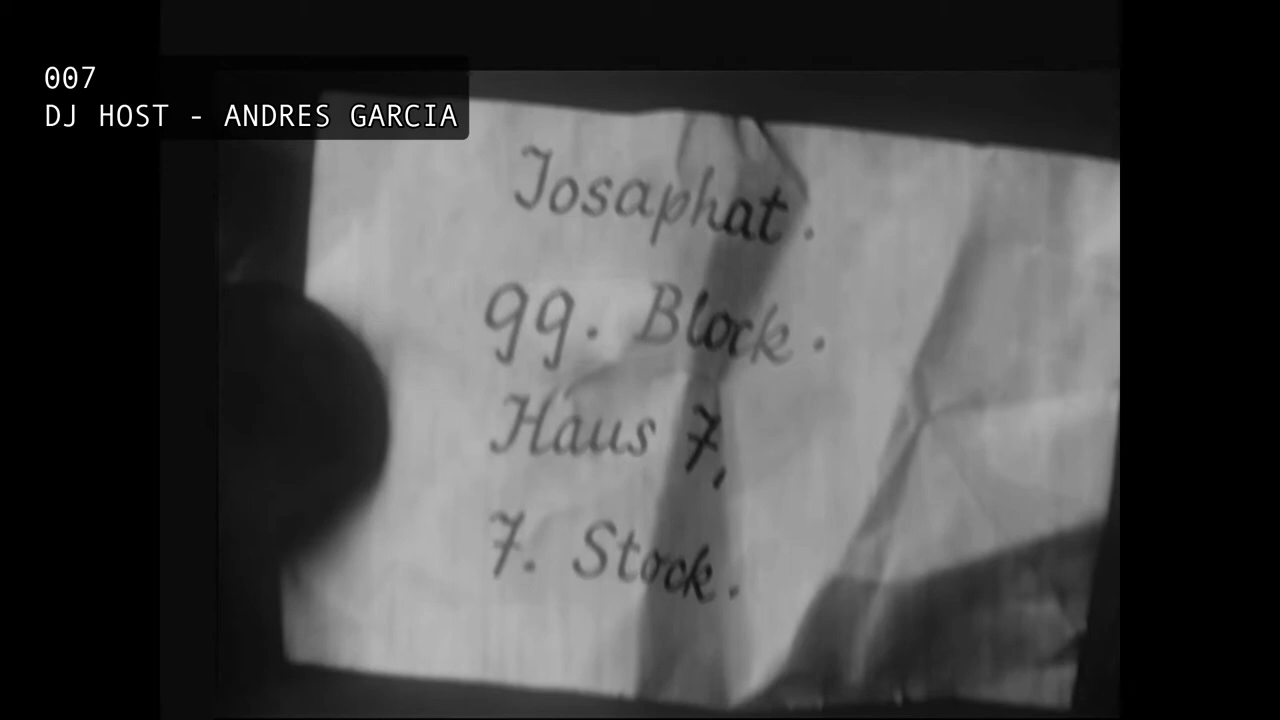 007
DJ HOST - ANDRES GARCIA
Josaphat.
99. Block.
Haus 7,
7. Stock.